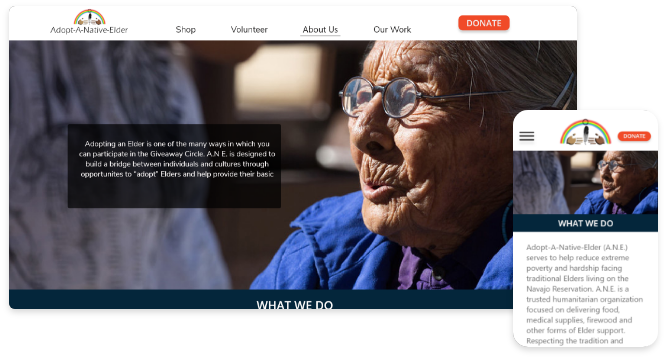 Adopt-A-Native-Elder
Shop
Volunteer
About Us
Our Work
DONATE
Adopting an Elder is one of the many ways in which you
can participate in the Giveaway Circle. A.N.E. is designed to
build a bridge between individuals and cultures through
opportunites to "adopt" Elders and help provide their basic
WHAT WE DO
DONATE
WHAT WE DO
Adopt-A-Native-Elder (A.N.E.)
serves to help reduce extreme
poverty and hardship facing
traditional Elders living on the
Navajo Reservation. A.N.E. is a
trusted humanitarian organization
focused on delivering food,
medical supplies, firewood and
other forms of Elder support.
Respecting the tradition and